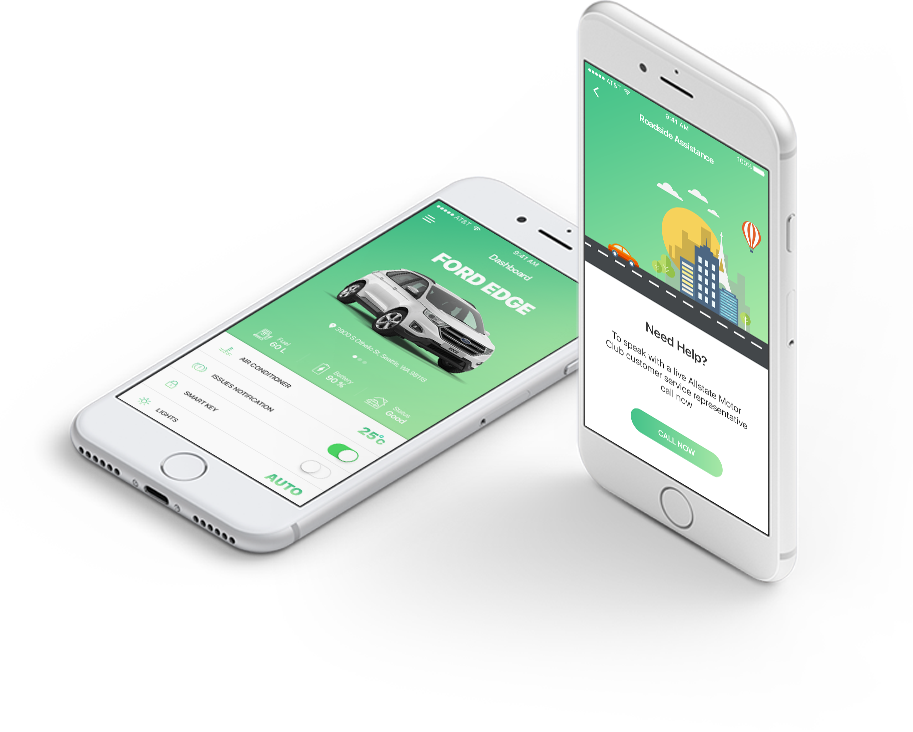 AT&T
9:41 AM
Dashboard
FORD EDGE
Fuel
60 L
Battery
90 %
Status
Good
AIR CONDITIONER
25°c
ISSUES NOTIFICATION
SMART KEY
LIGHTS
AUTO
AT&T
9:41 AM
100%
Roadside Assistance
Need Help?
To speak with a live Allstate Motor
Club customer service representative
call now
CALL NOW